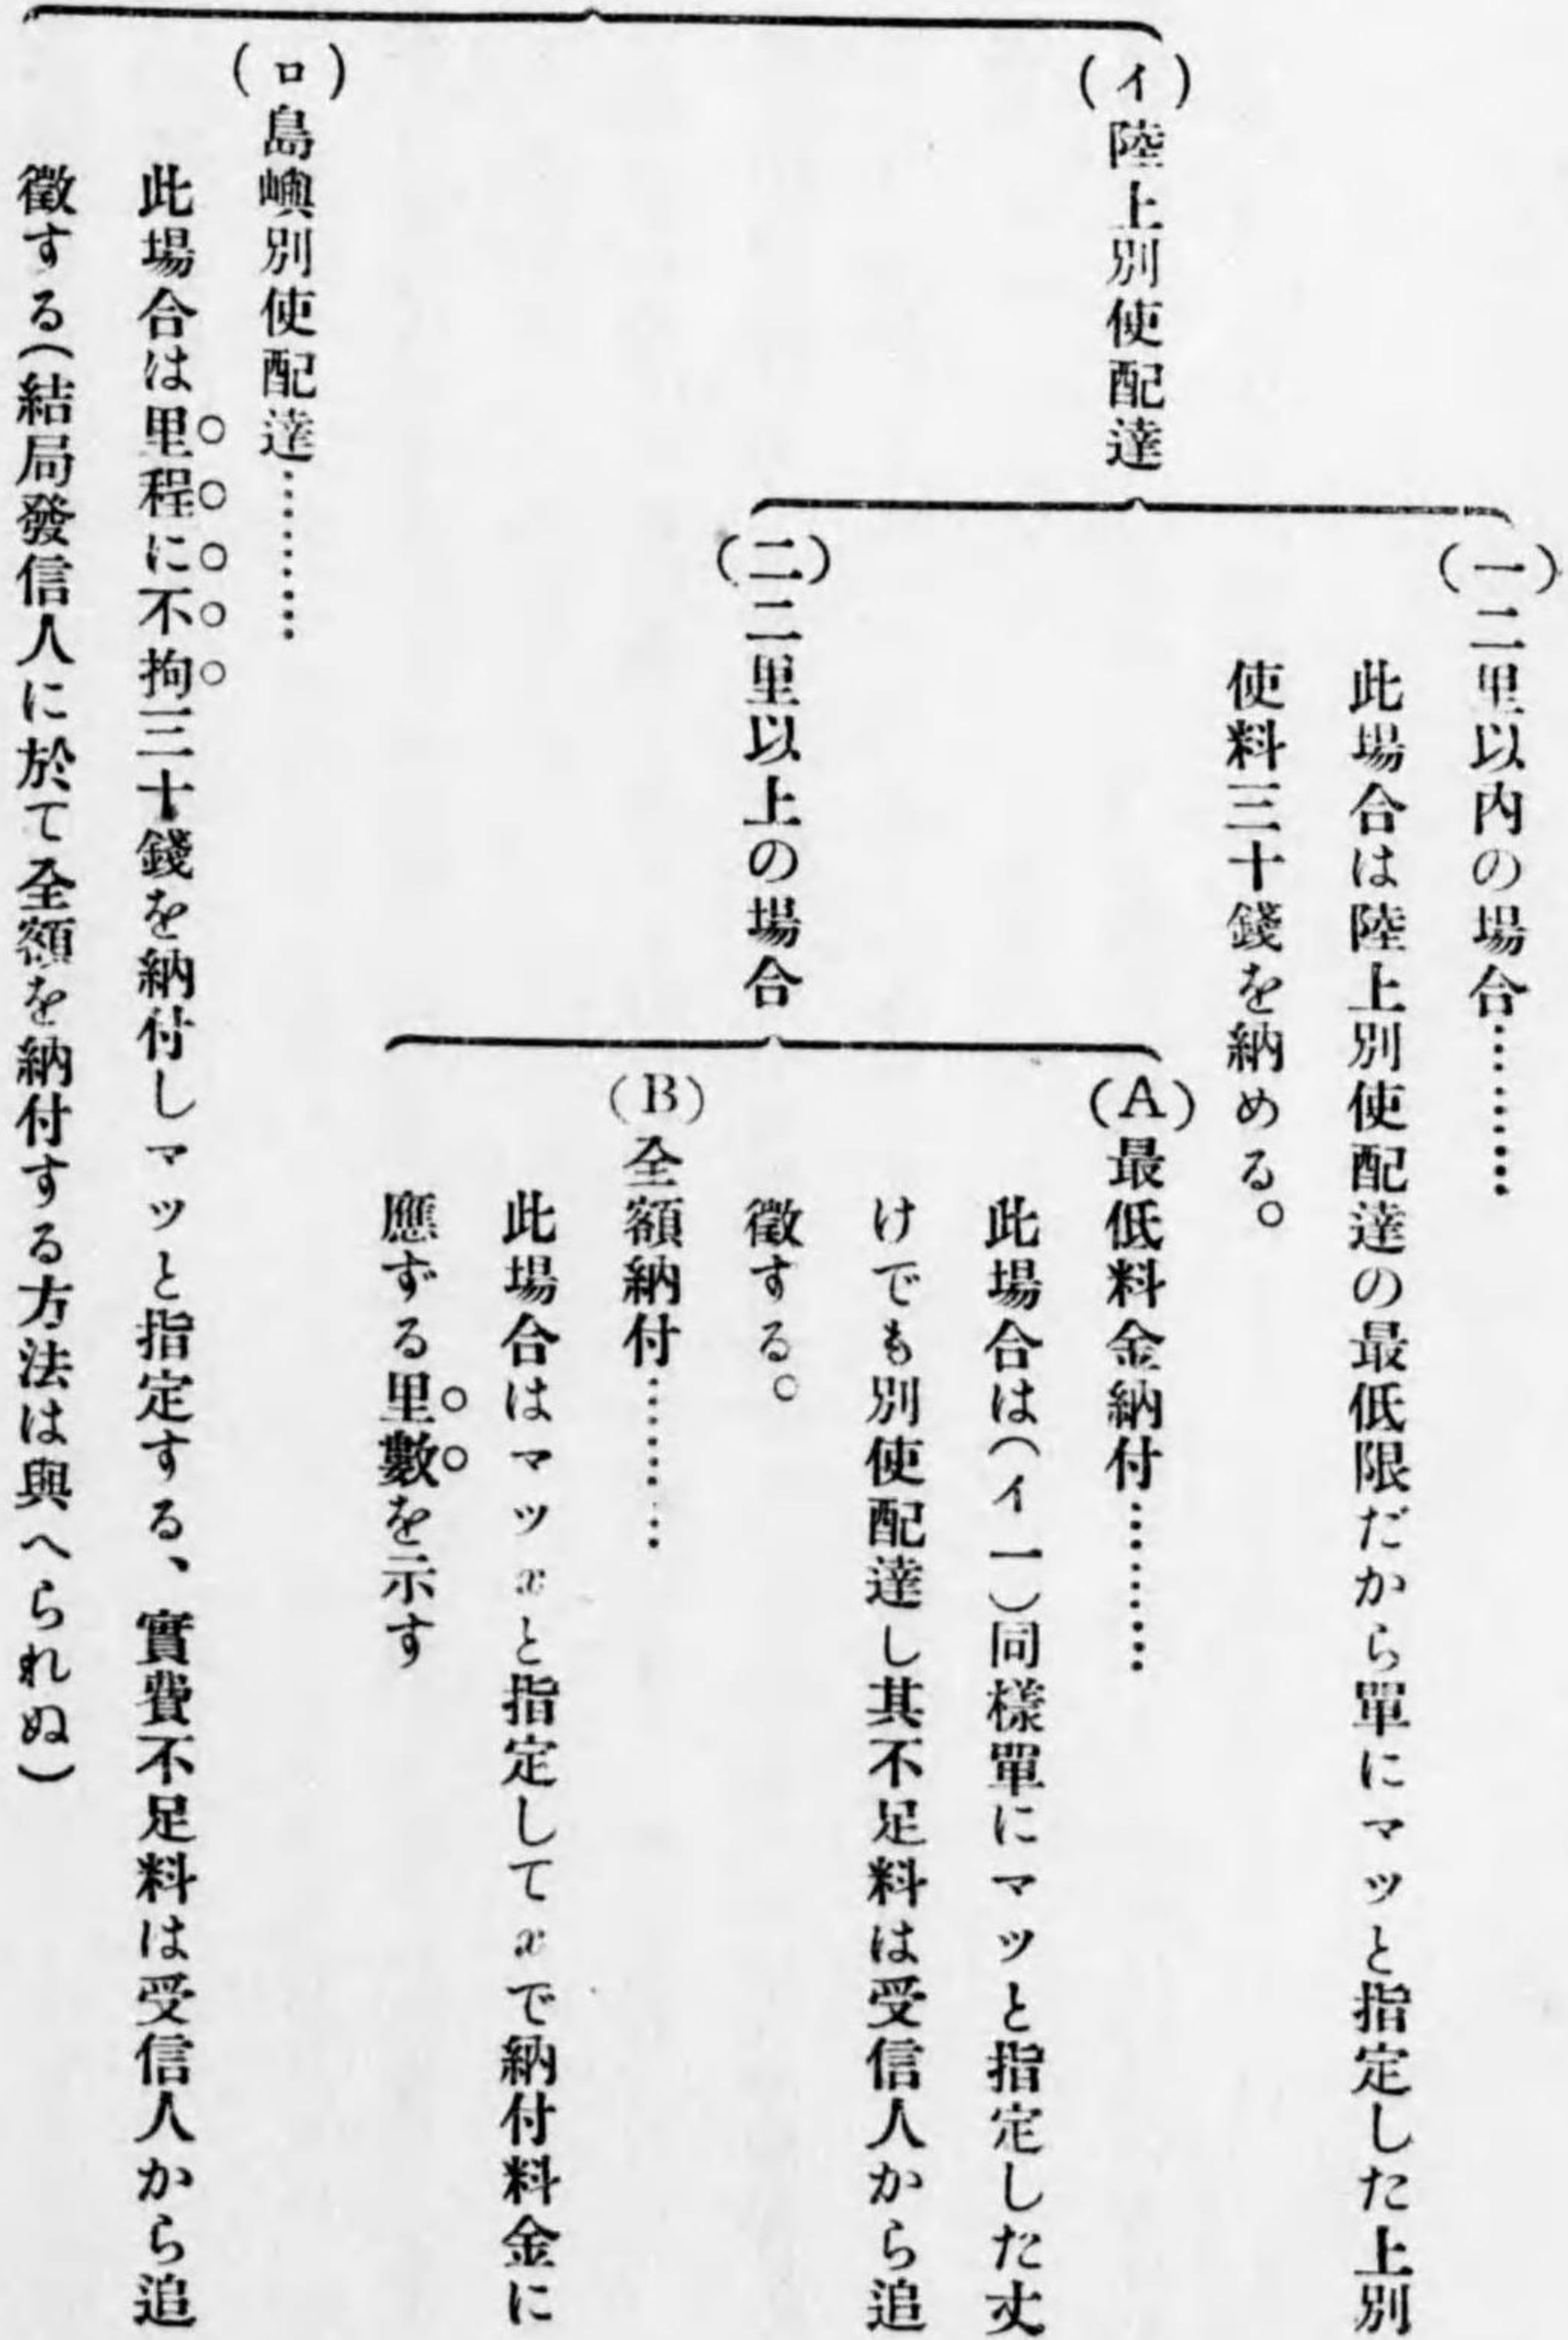 (イ)陸上別使配達
(一)二里以内の場合…………
此場合は陸上別使配達の最低限だから單にマツと指定した上別
使料三十錢を納める。
(二)二里以上の場合
(A)最低料金納付…………
此場合は(イ一)同樣單にマツと指定した丈
けでも別使配達し其不足料は受信人から追
徵する。
(B)全額納付…………
此場合はマツxと指定してxで納付料金に
應ずる里數を示す
(ロ)島嶼別使配達…………
此場合は里程に不拘三十錢を納付しマツと指定する、實費不足料は受信人から追
徵する(結局發信人に於て全額を納付する方法は與へられぬ)